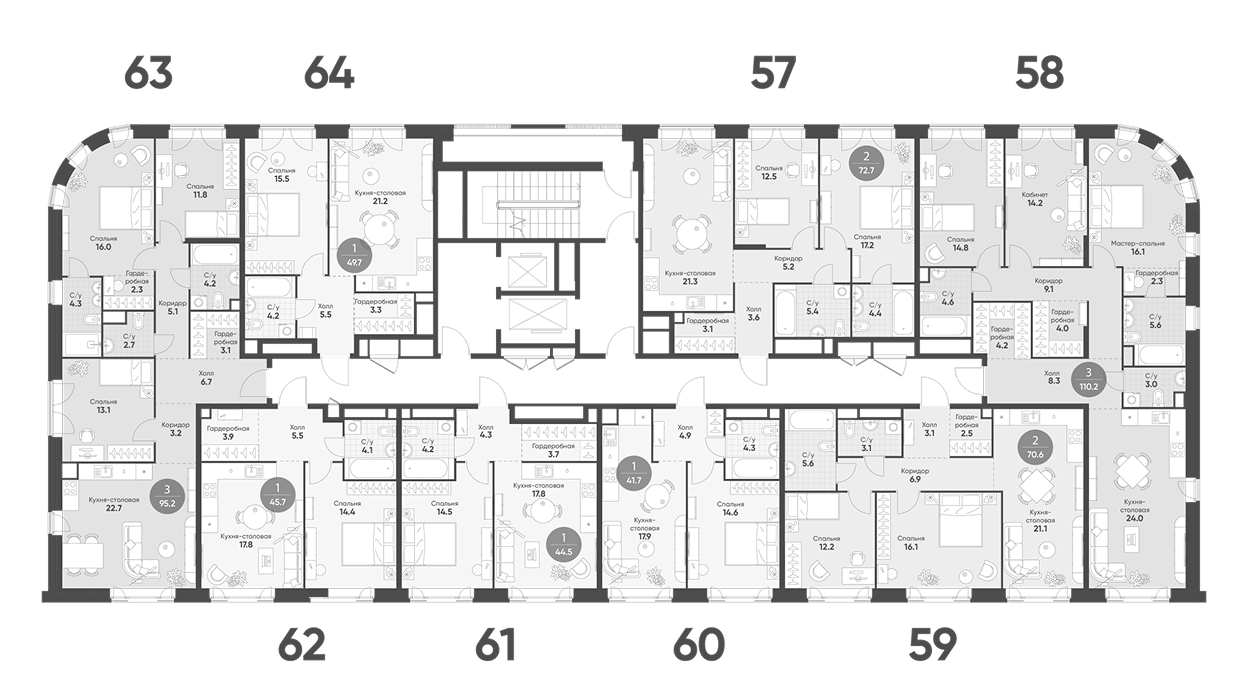 63
64
57
58
Спальня
16.0
Спальня
11.8
С/у
4.3
Гарде-
робная
2.3
С/у
4.2
Коридор
5.1
С/у
2.7
Гарде-
робная
3.1
Холл
6.7
Спальня
13.1
Коридор
3.2
Кухня-столовая
22.7
3
95.2
Спальня
15.5
Кухня-столовая
21.2
1
49.7
С/у
4.2
Холл
5.5
Гардеробная
3.3
Кухня-столовая
21.3
Спальня
12.5
2
72.7
Спальня
17.2
Коридор
5.2
Гардеробная
3.1
Холл
3.6
С/у
5.4
С/у
4.4
Спальня
14.8
Кабинет
14.2
Мастер-спальня
16.1
С/у
4.6
Коридор
9.1
Гардеробная
2.3
Гарде-
робная
4.2
Гарде-
робная
4.0
С/у
5.6
Холл
8.3
3
110.2
С/у
3.0
Кухня-
столовая
24.0
Гардеробная
3.9
Холл
5.5
С/у
4.1
1
45.7
Кухня-столовая
17.8
Спальня
14.4
С/у
4.2
Холл
4.3
Гардеробная
3.7
Спальня
14.5
Кухня-столовая
17.8
1
44.5
Холл
4.9
С/у
4.3
1
41.7
Кухня-
столовая
17.9
Спальня
14.6
С/у
5.6
С/у
3.1
Холл
3.1
Гарде-
робная
2.5
Коридор
6.9
2
70.6
Спальня
12.2
Спальня
16.1
Кухня-
столовая
21.1
62
61
60
59